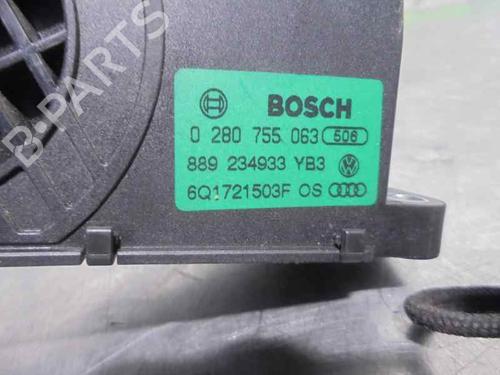 B-PARTS
BOSCH
0 280 755 063 506
889 234933 YB3
6Q1721503F OS